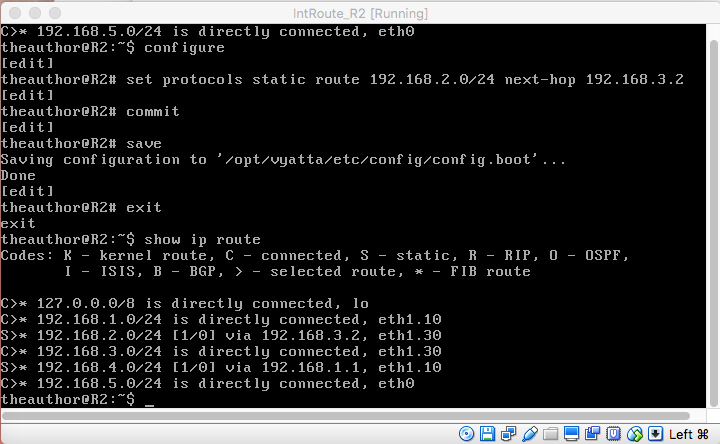 IntRoute_R2 [Running]
C>* 192.168.5.0/24 is directly connected, eth0
theauthor@R2:~$ configure
[edit]
theauthor@R2# set protocols static route 192.168.2.0/24 next-hop 192.168.3.2
[edit]
theauthor@R2# commit
[edit]
theauthor@R2# save
Saving configuration to '/opt/vyatta/etc/config/config.boot'...
Done
[edit]
theauthor@R2# exit
exit
theauthor@R2:~$ show ip route
Codes: K - kernel route, C - connected, S - static, R - RIP, O - OSPF,
       I - ISIS, B - BGP, > - selected route, * - FIB route

C>* 127.0.0.0/8 is directly connected, lo
C>* 192.168.1.0/24 is directly connected, eth1.10
S>* 192.168.2.0/24 [1/0] via 192.168.3.2, eth1.30
C>* 192.168.3.0/24 is directly connected, eth1.30
S>* 192.168.4.0/24 [1/0] via 192.168.1.1, eth1.10
C>* 192.168.5.0/24 is directly connected, eth0
theauthor@R2:~$ _
Left ⌘